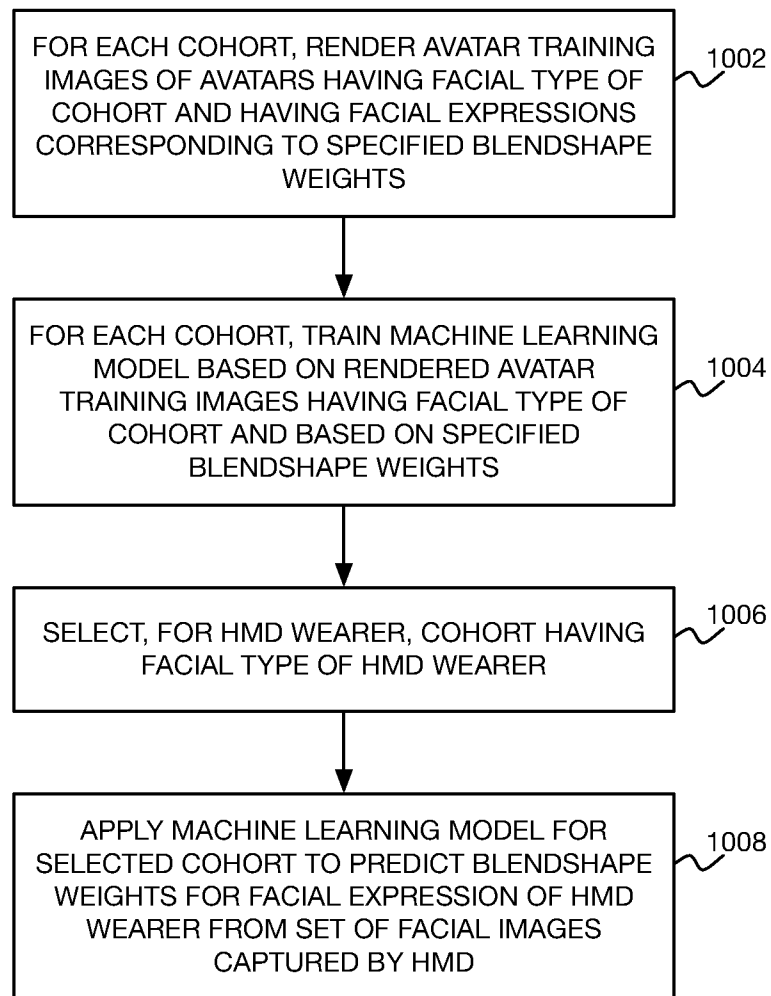 FOR EACH COHORT, RENDER AVATAR TRAINING
IMAGES OF AVATARS HAVING FACIAL TYPE OF
COHORT AND HAVING FACIAL EXPRESSIONS
CORRESPONDING TO SPECIFIED BLENDSHAPE
WEIGHTS
1002
FOR EACH COHORT, TRAIN MACHINE LEARNING
MODEL BASED ON RENDERED AVATAR
TRAINING IMAGES HAVING FACIAL TYPE OF
COHORT AND BASED ON SPECIFIED
BLENDSHAPE WEIGHTS
1004
SELECT, FOR HMD WEARER, COHORT HAVING
FACIAL TYPE OF HMD WEARER
1006
APPLY MACHINE LEARNING MODEL FOR
SELECTED COHORT TO PREDICT BLENDSHAPE
WEIGHTS FOR FACIAL EXPRESSION OF HMD
WEARER FROM SET OF FACIAL IMAGES
CAPTURED BY HMD
1008